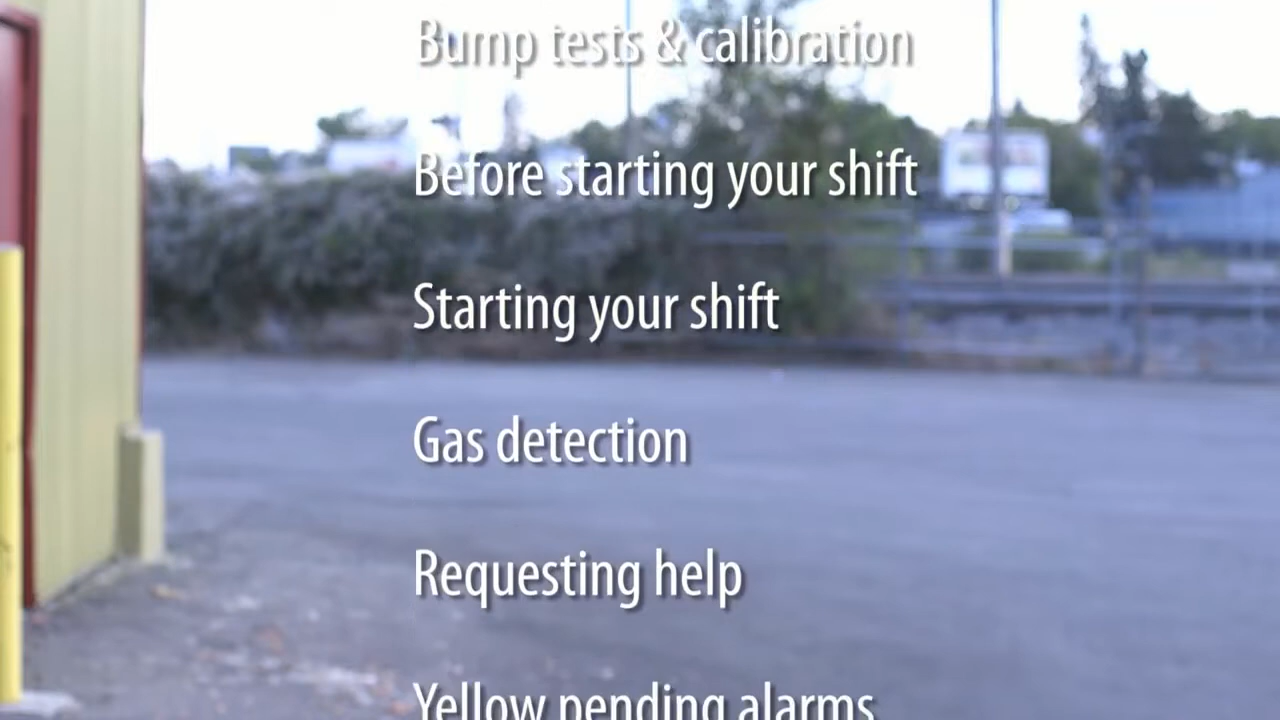 Bump tests & calibration
Before starting your shift
Starting your shift
Gas detection
Requesting help
Yellow pending alarms